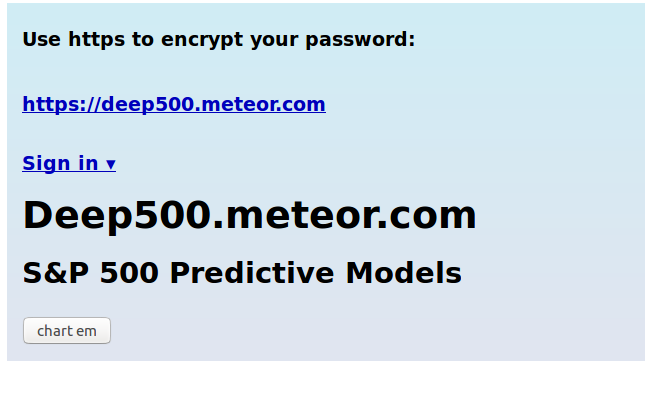 Use https to encrypt your password:
https://deep500.meteor.com
Sign in ▾
Deep500.meteor.com
S&P 500 Predictive Models
chart em